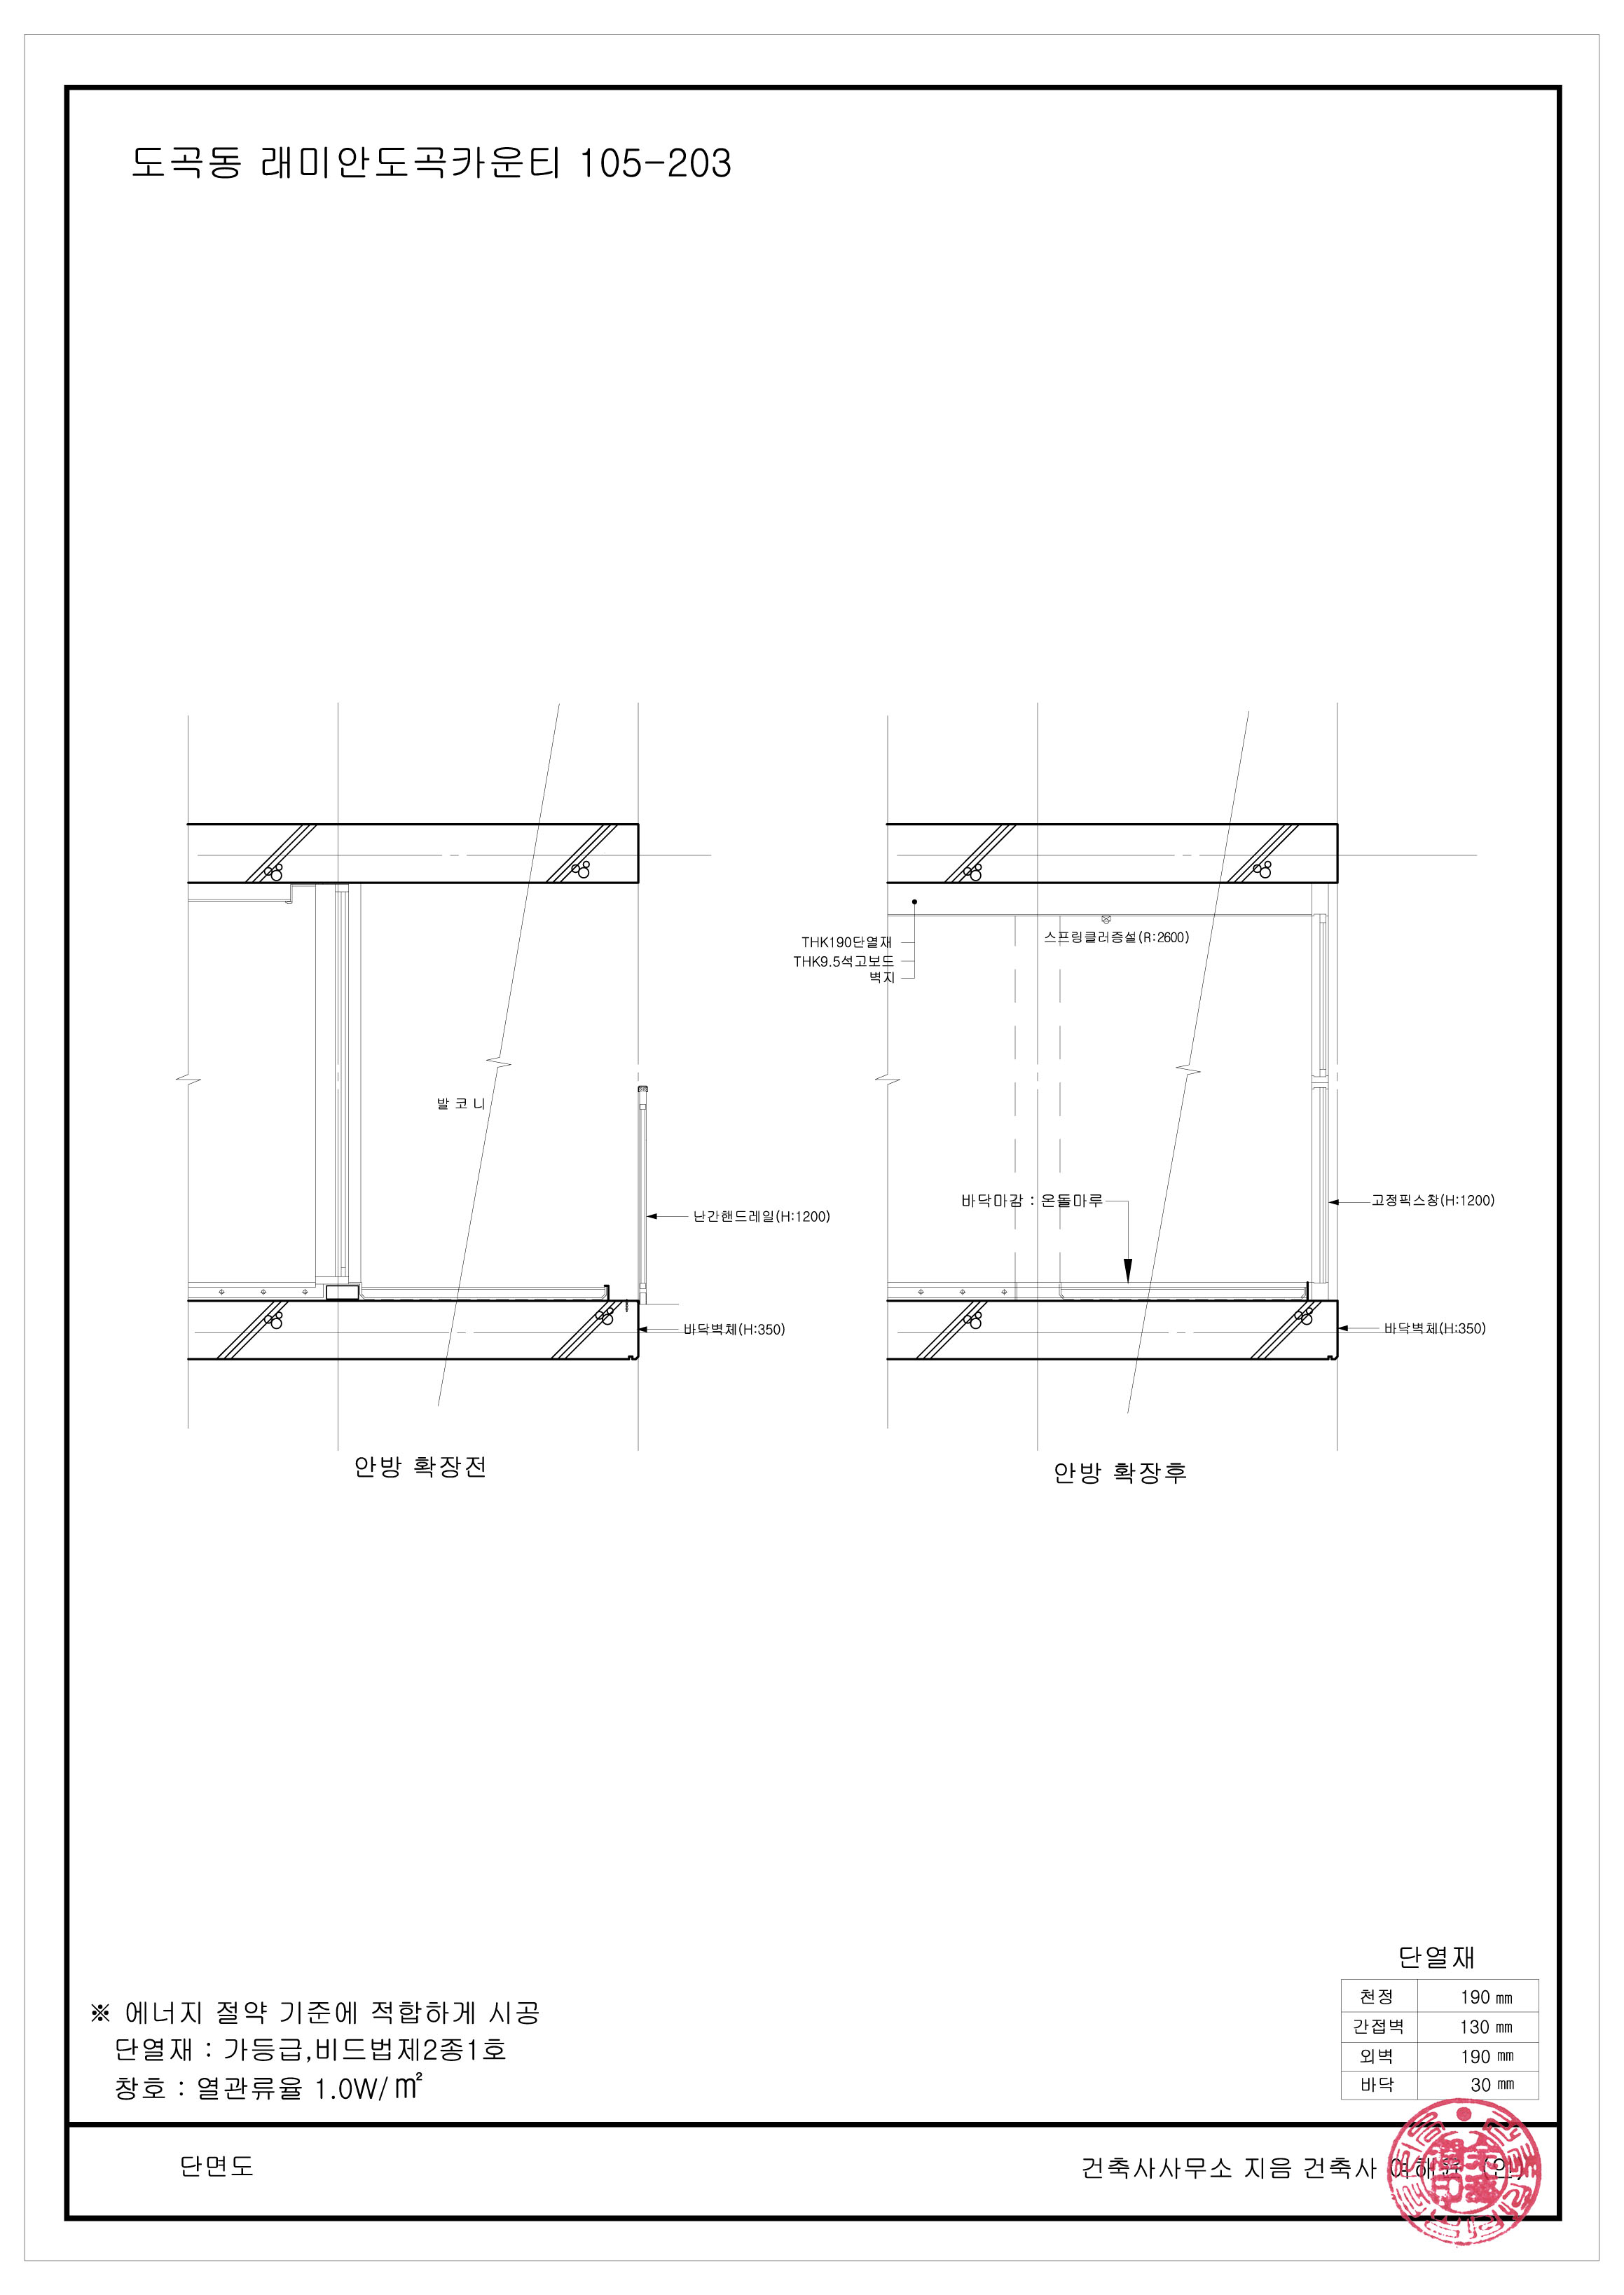 도곡동 래미안도곡카운티 105-203
발 코 니
난간핸드레일(H:1200)
바닥벽체(H:350)
안방 확장전
THK190단열재
THK9.5석고보드
벽지
스프링클러증설(R:2600)
바닥마감 : 온돌마루
고정픽스창(H:1200)
바닥벽체(H:350)
안방 확장후
※ 에너지 절약 기준에 적합하게 시공
단열재 : 가등급,비드법제2종1호
창호 : 열관류율 1.0W/㎡
단열재
천정 190 ㎜
간접벽 130 ㎜
외벽 190 ㎜
바닥 30 ㎜
단면도
건축사사무소 지음 건축사